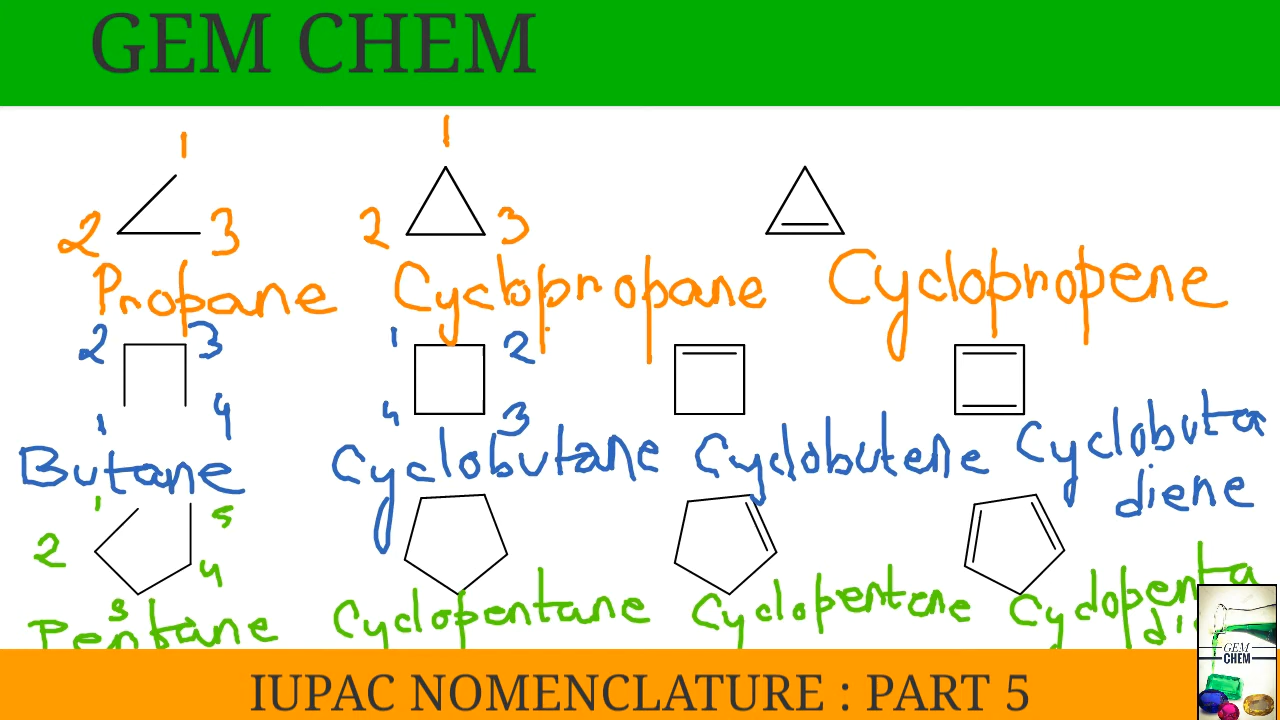 GEM CHEM
1 1
2 3 2 3
Propane Cyclopropane Cyclopropene
2 3 1 2
1 4 4 3
Butane Cyclobutane Cyclobutene Cyclobuta
diene
1 5
2 4
3
Pentane Cyclopentane Cyclopentene Cyclopenta
GEM
CHEM
IUPAC NOMENCLATURE : PART 5